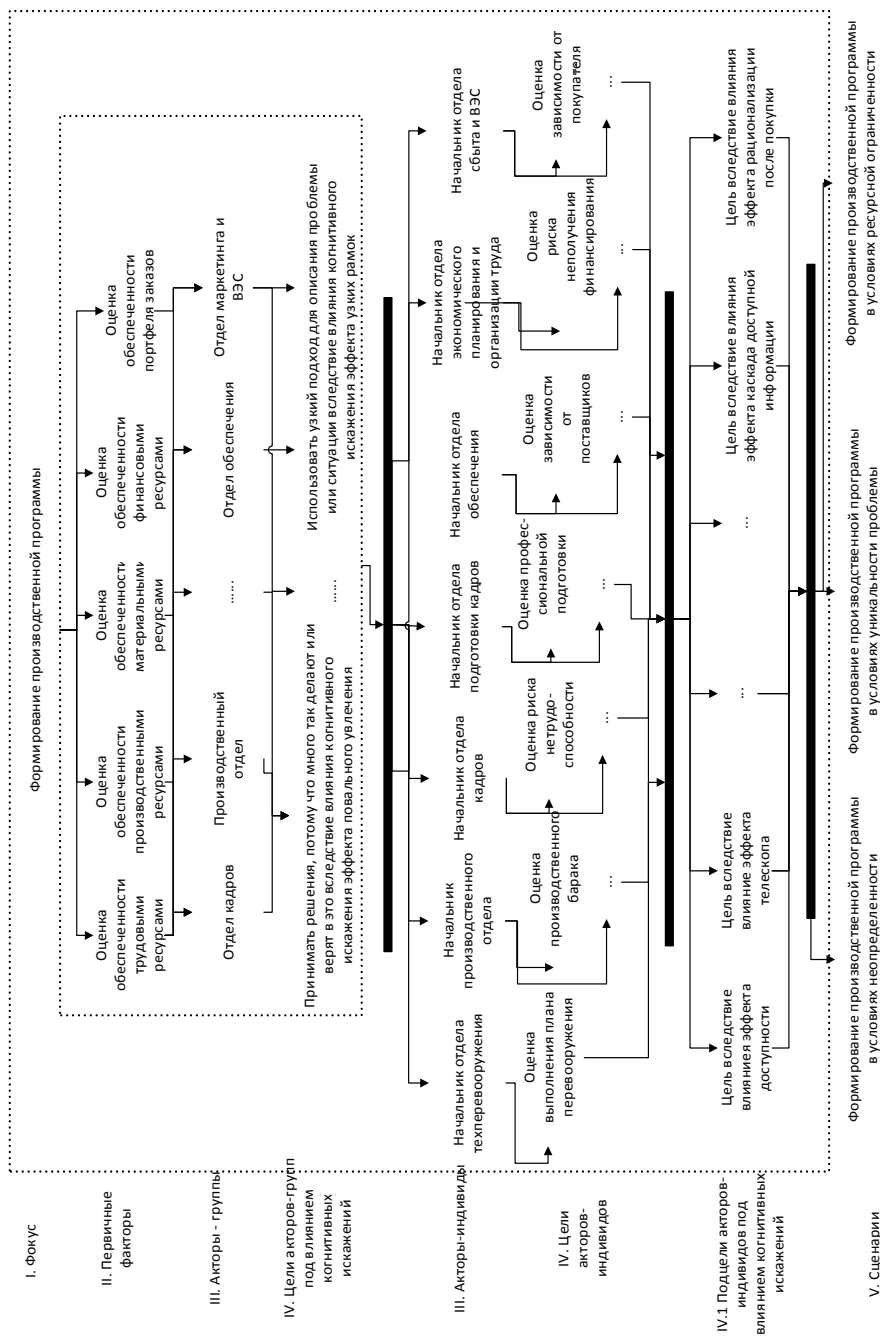 I. Фокус
Формирование производственной программы
II. Первичные
факторы
Оценка
обеспеченности
трудовыми
ресурсами
Оценка
обеспеченности
производственными
ресурсами
Оценка
обеспеченности
материальными
ресурсами
Оценка
обеспеченности
финансовыми
ресурсами
Оценка
обеспеченности
портфеля заказов
III. Акторы - группы
Отдел кадров
Производственный
отдел
……
Отдел обеспечения
Отдел маркетинга и
ВЭС
IV. Цели акторов-групп
под влиянием
когнитивных
искажений
Принимать решения, потому что много так делают или
верят в это вследствие влияния когнитивного
искажения эффекта повального увлечения
……
Использовать узкий подход для описания проблемы
или ситуации вследствие влияния когнитивного
искажения эффекта узких рамок
III. Акторы-индивиды
Начальник отдела
техперевооружения
Начальник
производственного
отдела
Начальник отдела
кадров
Начальник отдела
подготовки кадров
Начальник отдела
обеспечения
Начальник отдела
экономического
планирования и
организации труда
Начальник отдела
сбыта и ВЭС
IV. Цели
акторов-
индивидов
Оценка
выполнения плана
перевооружения
Оценка
производственного
барака
…
Оценка риска
нетрудо-
способности
…
Оценка профес-
сиональной
подготовки
…
Оценка
зависимости
от
поставщиков
…
Оценка
риска
неполучения
финансирования
…
Оценка
зависимости от
покупателя
…
IV.1 Подцели акторов-
индивидов под
влиянием когнитивных
искажений
Цель вследствие
влияниея эффекта
доступности
Цель вследствие
влияние эффекта
телескопа
…
…
Цель вследствие влияния
эффекта каскада доступной
информации
Цель вследствие влияния
эффекта рационализации
после покупки
V. Сценарии
Формирование производственной программы
в условиях неопределенности
Формирование производственной программы
в условиях уникальности проблемы
Формирование производственной программы
в условиях ресурсной ограниченности